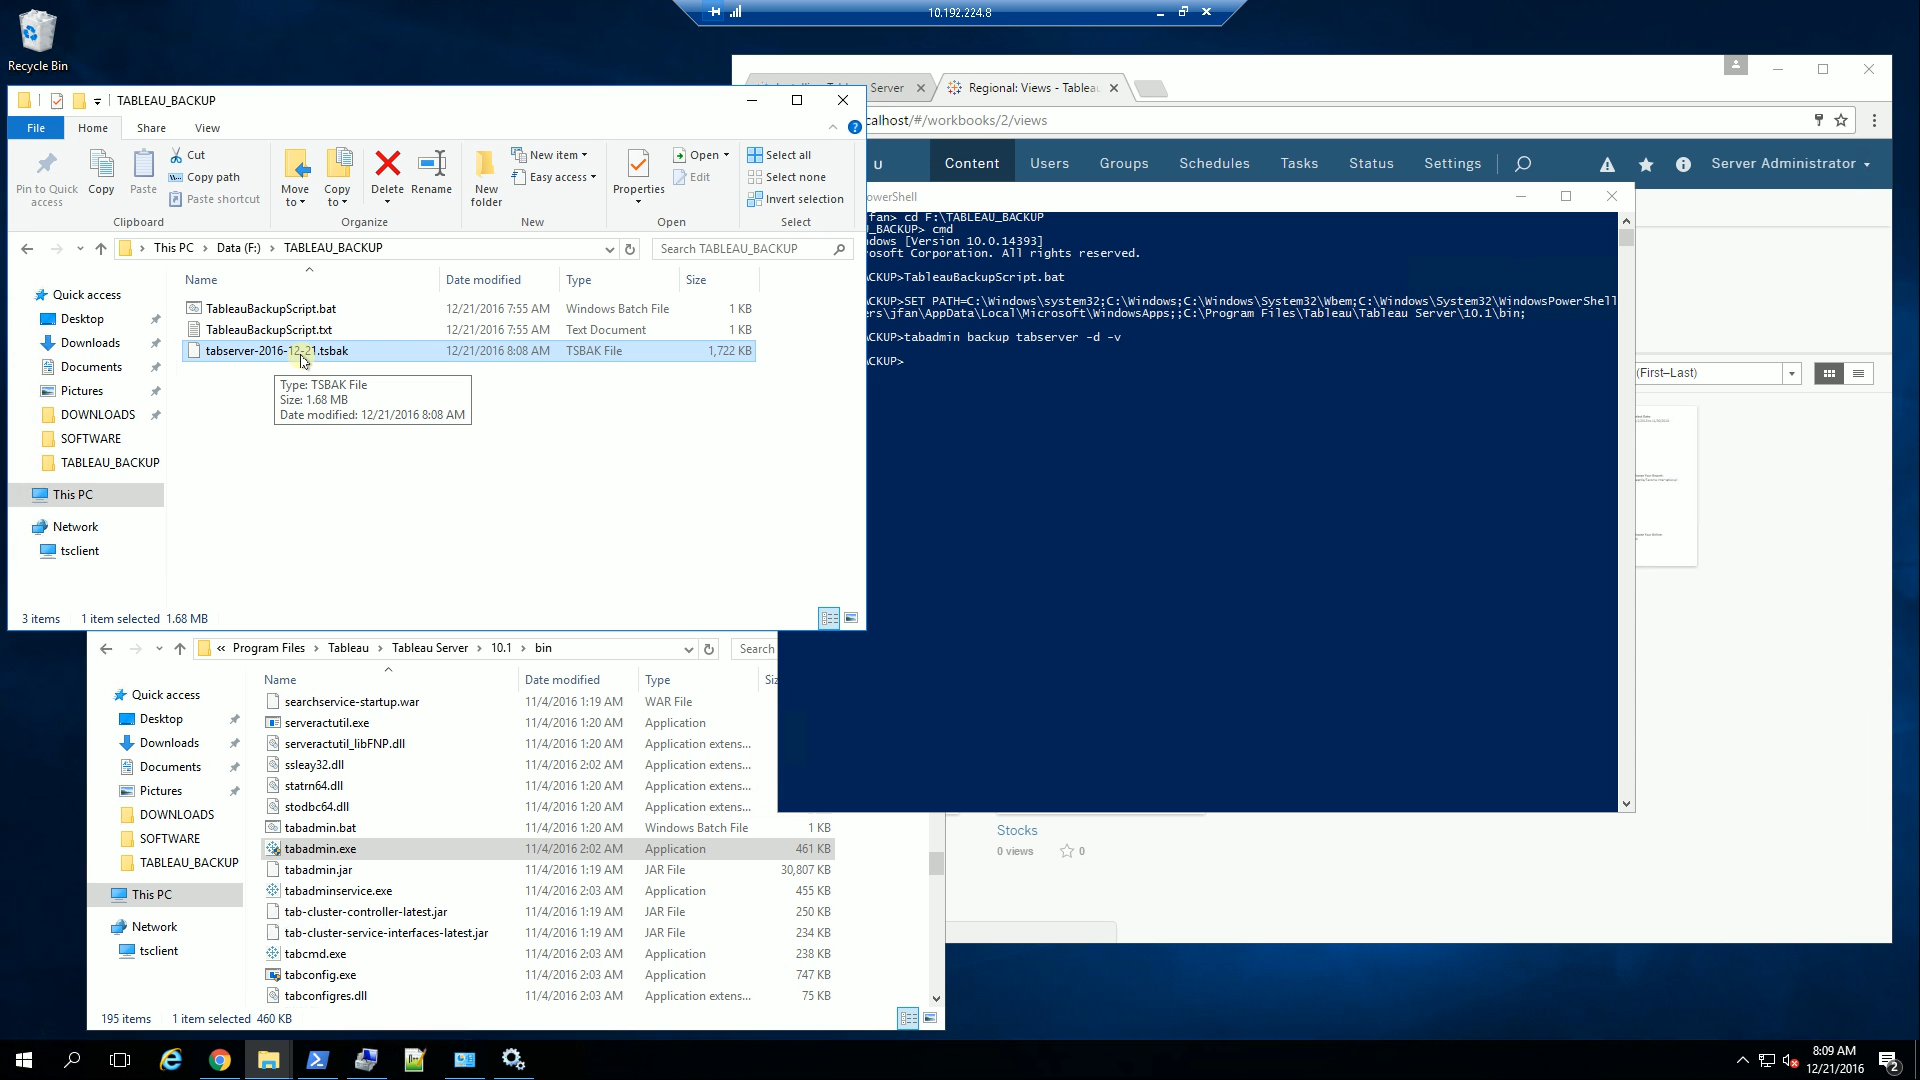 10.192.224.8
Recycle Bin
TABLEAU_BACKUP
File Home Share View
Pin to Quick access
Copy
Paste
Cut
Copy path
Paste shortcut
Clipboard
Move to
Copy to
Delete
Rename
Organize
New folder
New item
Easy access
New
Properties
Open
Edit
Open
Select all
Select none
Invert selection
Select
This PC > Data (F:) > TABLEAU_BACKUP
Search TABLEAU_BACKUP
Name Date modified Type Size
TableauBackupScript.bat 12/21/2016 7:55 AM Windows Batch File 1 KB
TableauBackupScript.txt 12/21/2016 7:55 AM Text Document 1 KB
tabserver-2016-12-21.tsbak 12/21/2016 8:08 AM TSBAK File 1,722 KB
Type: TSBAK File
Size: 1.68 MB
Date modified: 12/21/2016 8:08 AM
Quick access
Desktop
Downloads
Documents
Pictures
DOWNLOADS
SOFTWARE
TABLEAU_BACKUP
This PC
Network
tsclient
3 items 1 item selected 1.68 MB
Server
Regional: Views - Tableau
calhost/#/workbooks/2/views
u
Content Users Groups Schedules Tasks Status Settings
Server Administrator
owerShell
fan> cd F:\TABLEAU_BACKUP
U_BACKUP> cmd
dows [Version 10.0.14393]
rosoft Corporation. All rights reserved.
CKUP>TableauBackupScript.bat
CKUP>SET PATH=C:\Windows\system32;C:\Windows;C:\Windows\System32\Wbem;C:\Windows\System32\WindowsPowerShell
ers\jfan\AppData\Local\Microsoft\WindowsApps;;C:\Program Files\Tableau\Tableau Server\10.1\bin;
CKUP>tabadmin backup tabserver -d -v
CKUP>
(First–Last)
Stocks
0 views 0
« Program Files > Tableau > Tableau Server > 10.1 > bin
Search
Name Date modified Type Siz
searchservice-startup.war 11/4/2016 1:19 AM WAR File
serveractutil.exe 11/4/2016 1:20 AM Application
serveractutil_libFNP.dll 11/4/2016 1:20 AM Application extens...
ssleay32.dll 11/4/2016 2:02 AM Application extens...
statrn64.dll 11/4/2016 1:20 AM Application extens...
stodbc64.dll 11/4/2016 1:20 AM Application extens...
tabadmin.bat 11/4/2016 1:20 AM Windows Batch File 1 KB
tabadmin.exe 11/4/2016 2:02 AM Application 461 KB
tabadmin.jar 11/4/2016 1:19 AM JAR File 30,807 KB
tabadminservice.exe 11/4/2016 2:03 AM Application 455 KB
tab-cluster-controller-latest.jar 11/4/2016 1:19 AM JAR File 250 KB
tab-cluster-service-interfaces-latest.jar 11/4/2016 1:19 AM JAR File 234 KB
tabcmd.exe 11/4/2016 2:03 AM Application 238 KB
tabconfig.exe 11/4/2016 2:03 AM Application 747 KB
tabconfigres.dll 11/4/2016 2:03 AM Application extens... 75 KB
Quick access
Desktop
Downloads
Documents
Pictures
DOWNLOADS
SOFTWARE
TABLEAU_BACKUP
This PC
Network
tsclient
195 items 1 item selected 460 KB
8:09 AM
12/21/2016
2